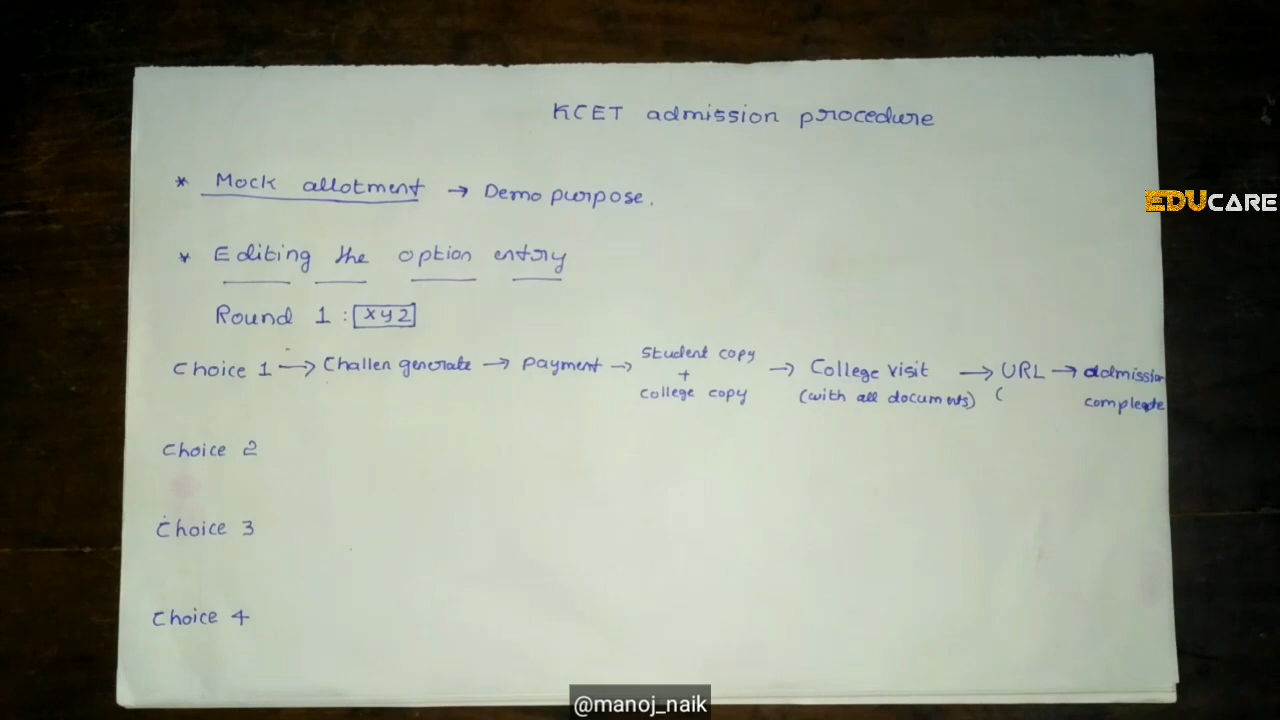 KCET admission procedure
* Mock allotment → Demo purpose.
EDUCARE
* Editing the option entry
Round 1 : xyz
Choice 1 → Challen generate → payment → Student copy + College copy → College visit (with all documents) → URL ( → admission complete
Choice 2
Choice 3
Choice 4
@manoj_naik